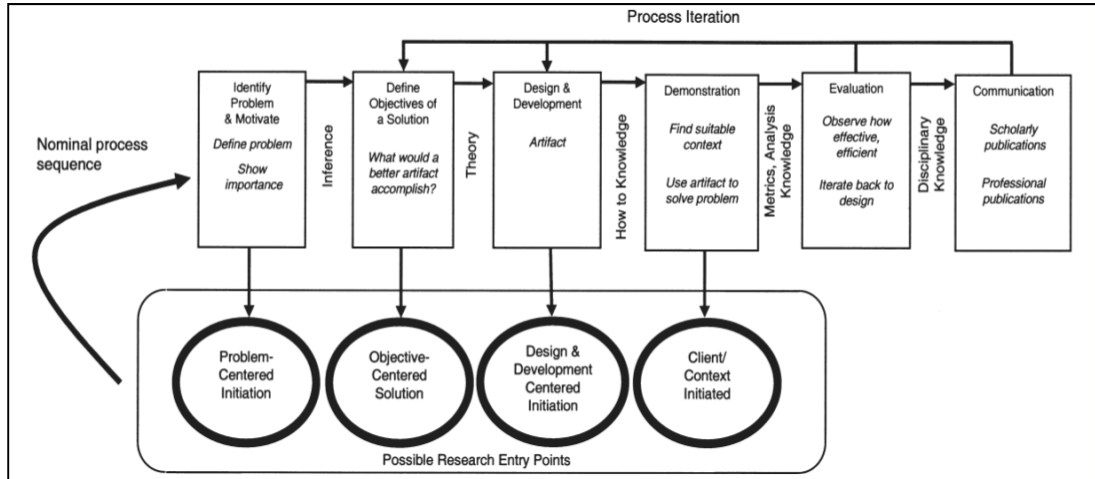 Process Iteration
Nominal process
sequence
Identify
Problem
& Motivate
Define problem
Show
importance
Inference
Define
Objectives of
a Solution
What would a
better artifact
accomplish?
Theory
Design &
Development
Artifact
How to Knowledge
Demonstration
Find suitable
context
Use artifact to
solve problem
Metrics, Analysis
Knowledge
Evaluation
Observe how
effective,
efficient
Iterate back to
design
Disciplinary
Knowledge
Communication
Scholarly
publications
Professional
publications
Problem-
Centered
Initiation
Objective-
Centered
Solution
Design &
Development
Centered
Initiation
Client/
Context
Initiated
Possible Research Entry Points